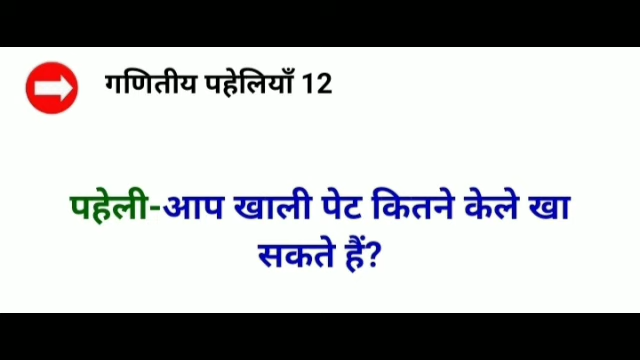 गणितीय पहेलियाँ 12
पहेली-आप खाली पेट कितने केले खा
सकते हैं?